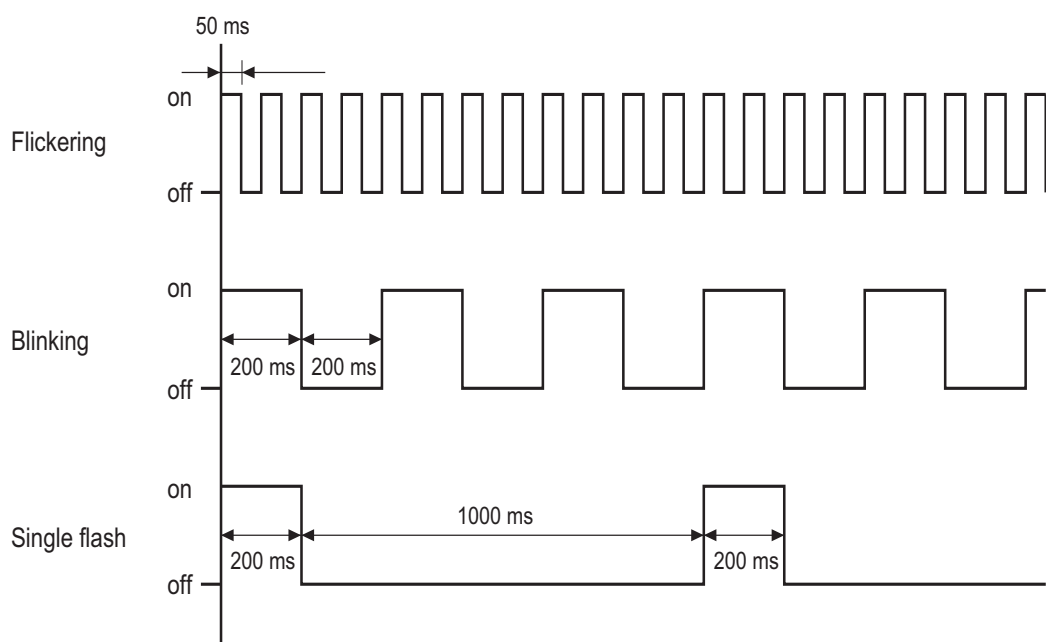 50 ms
on
Flickering
off
on
Blinking
200 ms 200 ms
off
on
1000 ms
Single flash
200 ms 200 ms
off